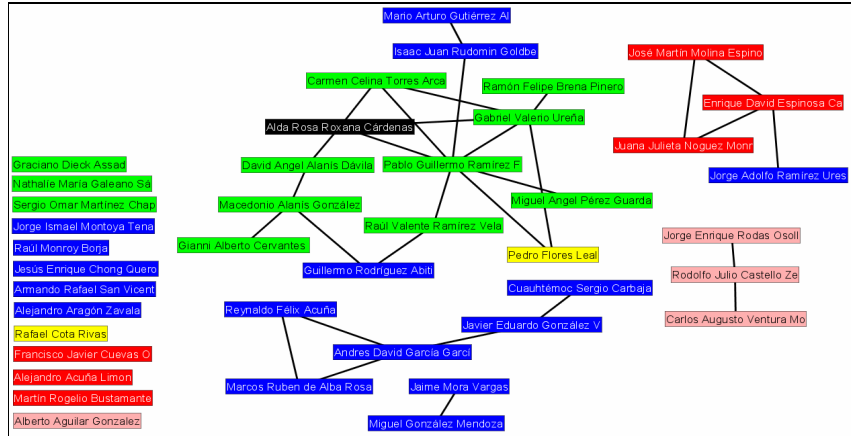 Mario Arturo Gutiérrez Al
Isaac Juan Rudomin Goldbe
José Martín Molina Espino
Carmen Celina Torres Arca
Ramón Felipe Brena Pinero
Enrique David Espinosa Ca
Gabriel Valerio Ureña
Alda Rosa Roxana Cárdenas
Juana Julieta Noguez Monr
Graciano Dieck Assad
David Angel Alanís Dávila
Pablo Guillermo Ramírez F
Jorge Adolfo Ramírez Ures
Nathalíe María Galeano Sá
Sergio Omar Martínez Chap
Macedonio Alanís González
Miguel Angel Pérez Guarda
Jorge Ismael Montoya Tena
Raúl Valente Ramírez Vela
Jorge Enrique Rodas Osoll
Raúl Monroy Borja
Gianni Alberto Cervantes
Pedro Flores Leal
Jesús Enrique Chong Quero
Guillermo Rodríguez Abiti
Rodolfo Julio Castello Ze
Armando Rafael San Vicent
Cuauhtémoc Sergio Carbaja
Alejandro Aragón Zavala
Reynaldo Félix Acuña
Carlos Augusto Ventura Mo
Rafael Cota Rivas
Javier Eduardo González V
Francisco Javier Cuevas O
Andres David García Garcí
Alejandro Acuña Limon
Marcos Ruben de Alba Rosa
Jaime Mora Vargas
Martín Rogelio Bustamante
Alberto Aguilar Gonzalez
Miguel González Mendoza